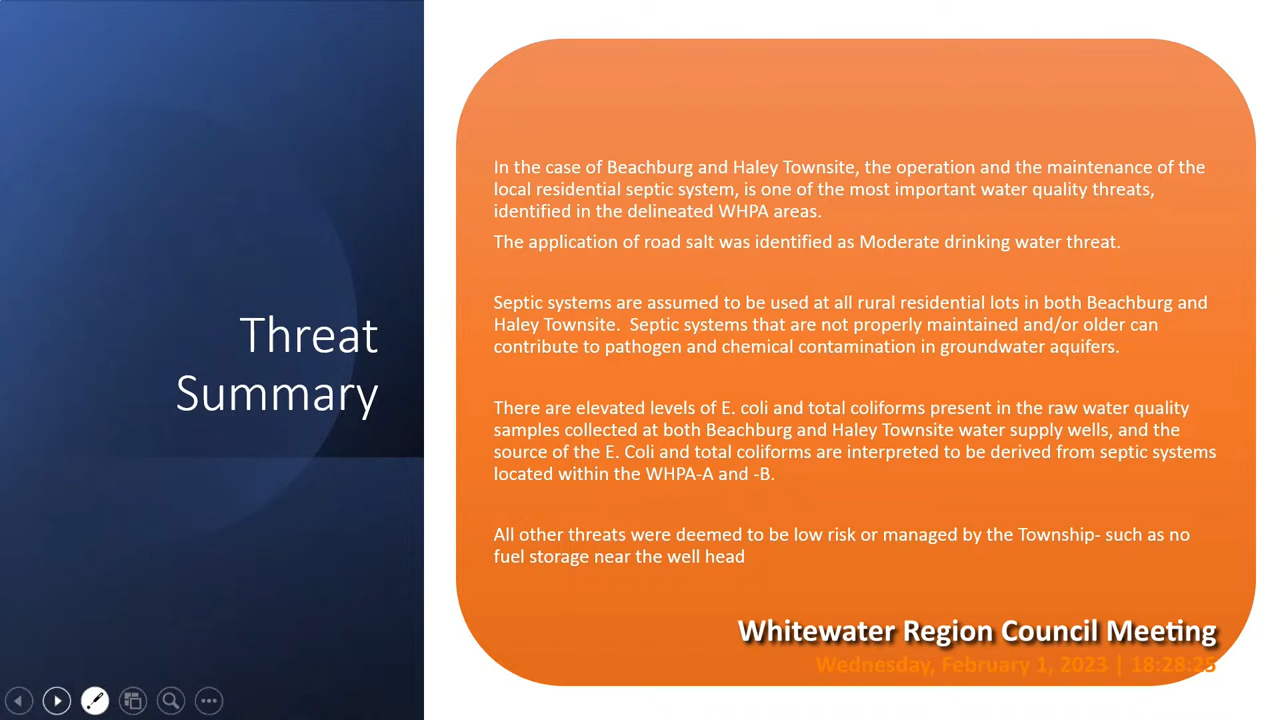 Threat
Summary
In the case of Beachburg and Haley Townsite, the operation and the maintenance of the
local residential septic system, is one of the most important water quality threats,
identified in the delineated WHPA areas.
The application of road salt was identified as Moderate drinking water threat.
Septic systems are assumed to be used at all rural residential lots in both Beachburg and
Haley Townsite.  Septic systems that are not properly maintained and/or older can
contribute to pathogen and chemical contamination in groundwater aquifers.
There are elevated levels of E. coli and total coliforms present in the raw water quality
samples collected at both Beachburg and Haley Townsite water supply wells, and the
source of the E. Coli and total coliforms are interpreted to be derived from septic systems
located within the WHPA-A and -B.
All other threats were deemed to be low risk or managed by the Township- such as no
fuel storage near the well head
Whitewater Region Council Meeting
Wednesday, February 1, 2023 | 18:28:25